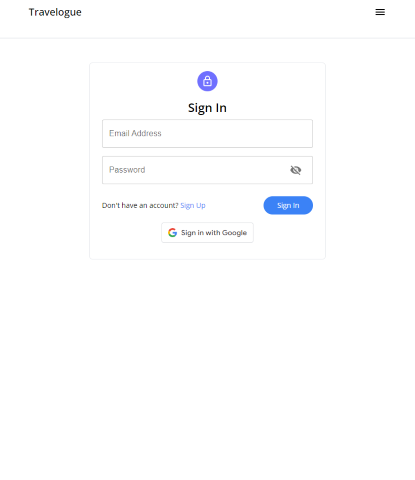 Travelogue
Sign In
Email Address
Password
Don't have an account? Sign Up
Sign In
Sign in with Google